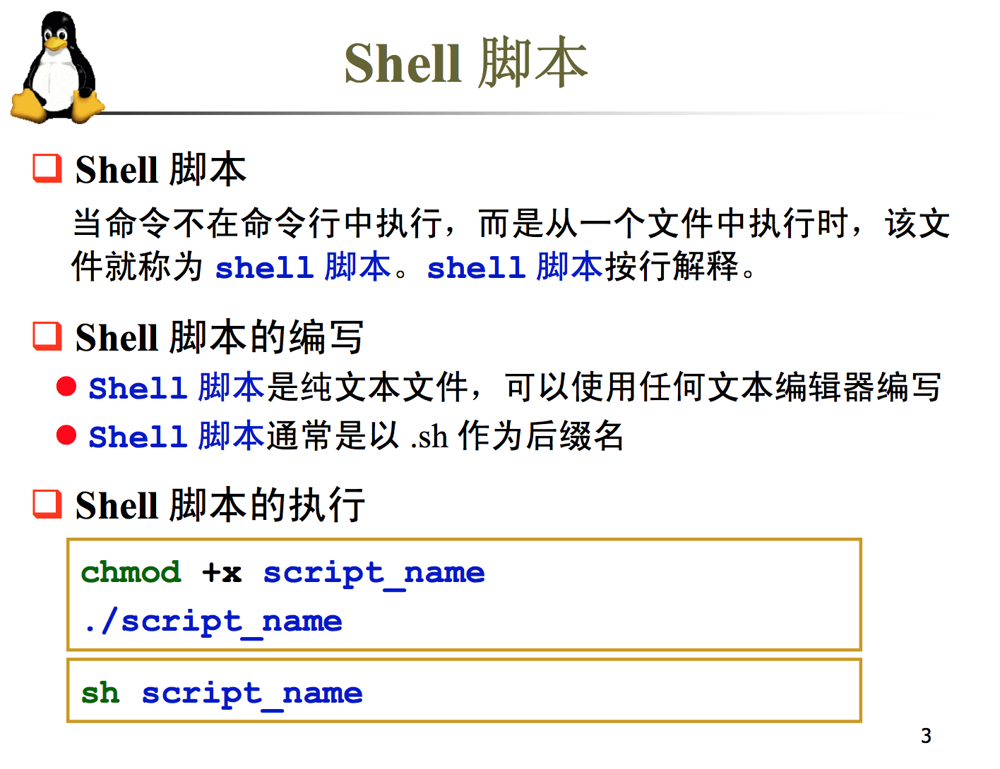 Shell 脚本
Shell 脚本
当命令不在命令行中执行，而是从一个文件中执行时，该文
件就称为 shell 脚本。shell 脚本按行解释。
Shell 脚本的编写
Shell 脚本是纯文本文件，可以使用任何文本编辑器编写
Shell 脚本通常是以 .sh 作为后缀名
Shell 脚本的执行
chmod +x script_name
./script_name
sh script_name
3